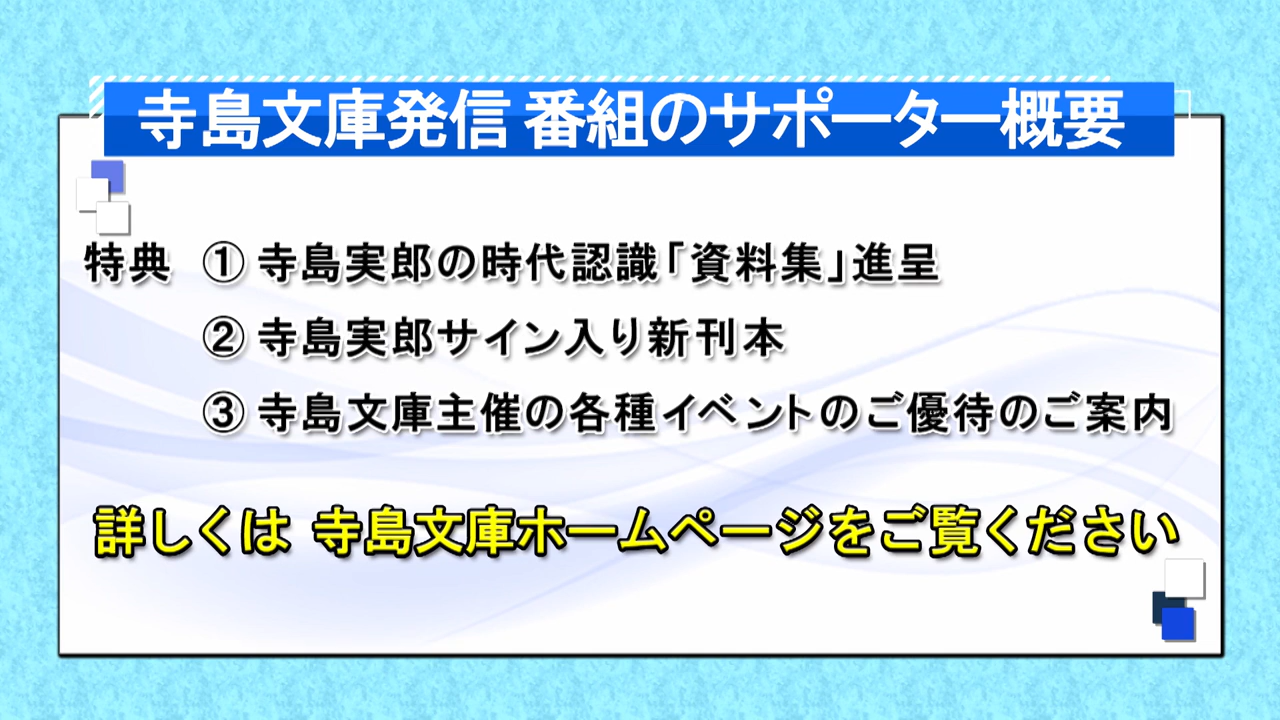 寺島文庫発信 番組のサポーター概要
特典 ① 寺島実郎の時代認識「資料集」進呈
② 寺島実郎サイン入り新刊本
③ 寺島文庫主催の各種イベントのご優待のご案内
詳しくは 寺島文庫ホームページをご覧ください